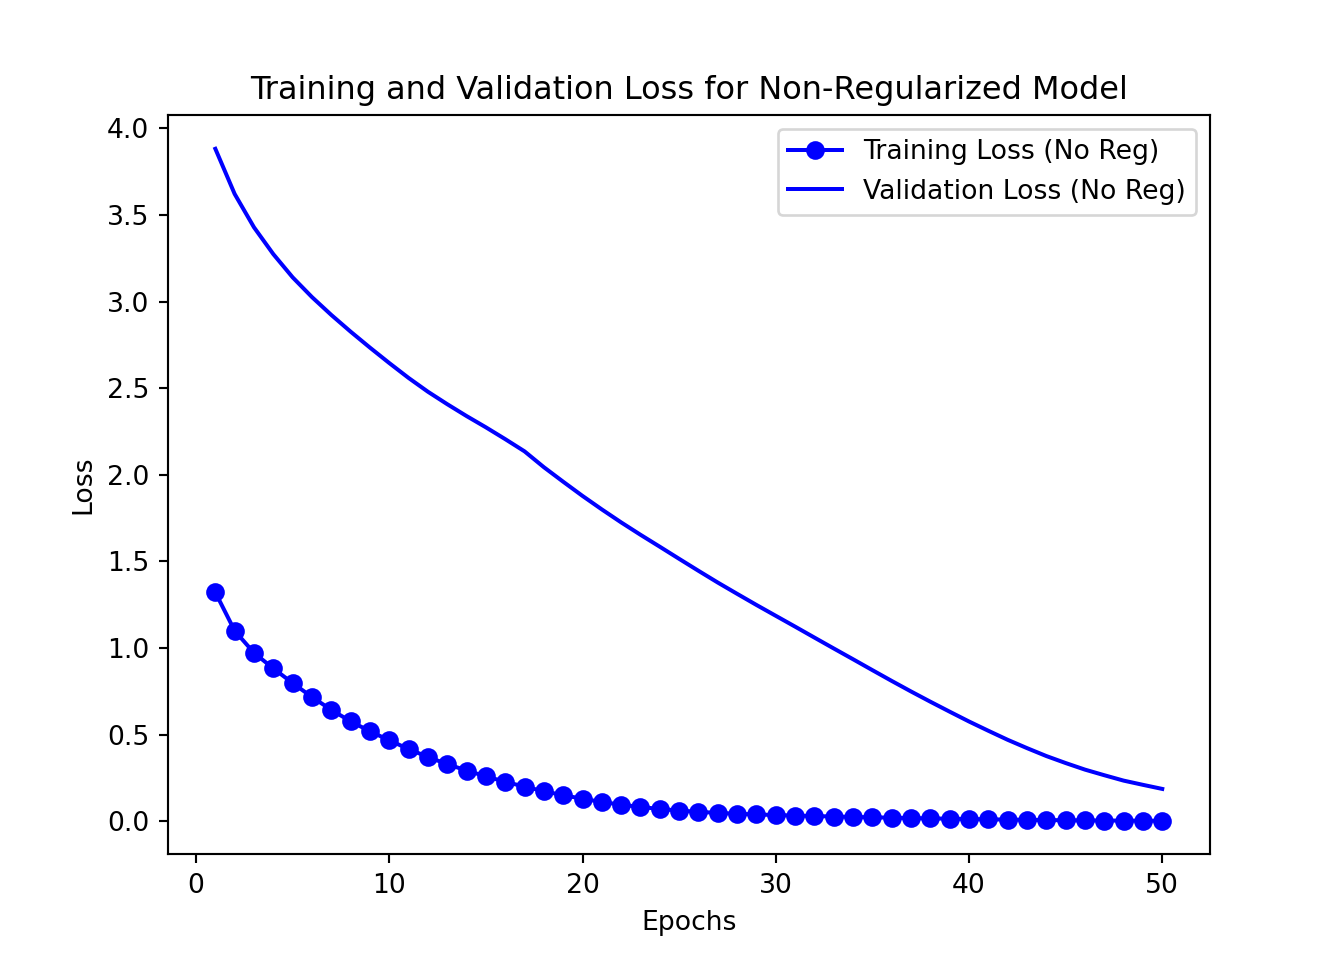 Training and Validation Loss for Non-Regularized Model
Training Loss (No Reg)
Validation Loss (No Reg)
4.0
3.5
3.0
2.5
2.0
1.5
1.0
0.5
0.0
Loss
0 10 20 30 40 50
Epochs